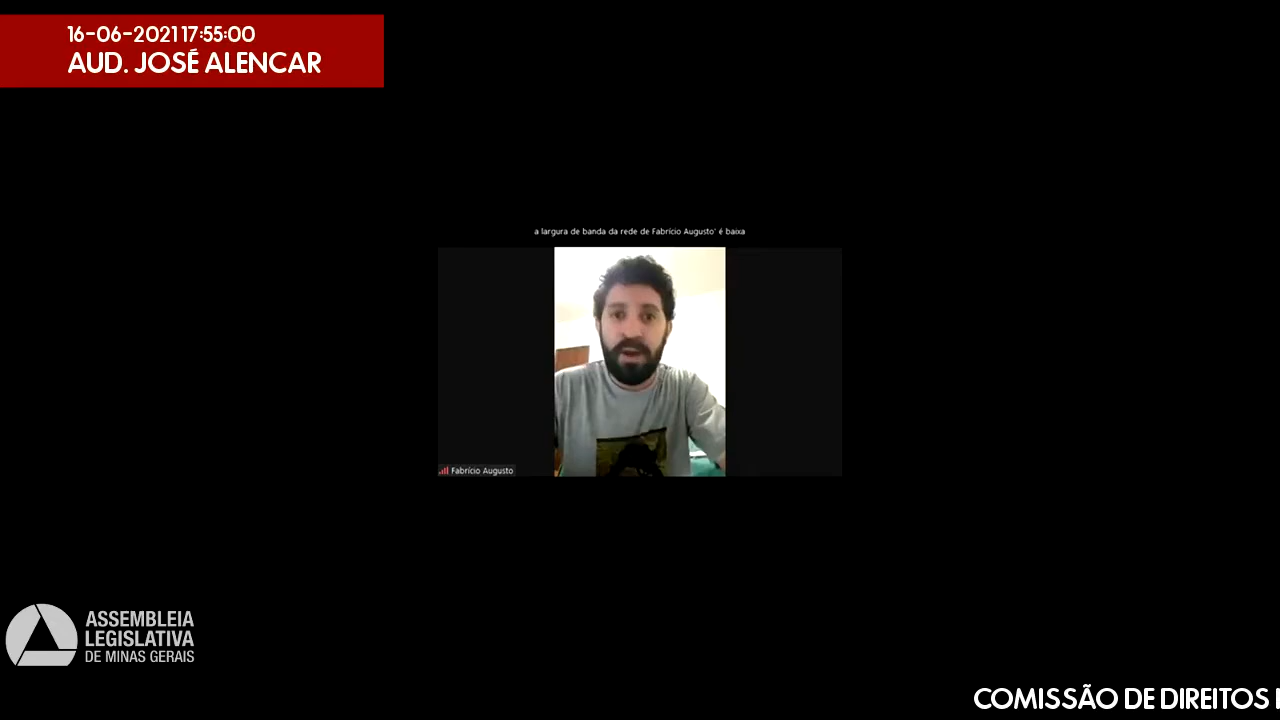 16-06-2021 17:55:00
AUD. JOSÉ ALENCAR
a largura de banda da rede de Fabrício Augusto' é baixa
Fabrício Augusto
ASSEMBLEIA
LEGISLATIVA
DE MINAS GERAIS
COMISSÃO DE DIREITOS